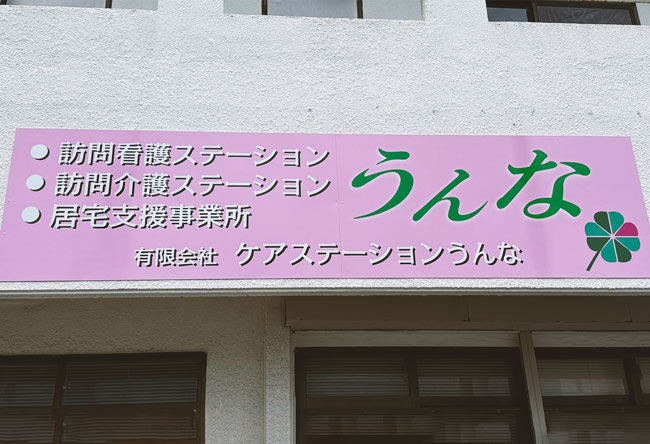 ● 訪問看護ステーション
● 訪問介護ステーション
● 居宅支援事業所
うんな
有限会社 ケアステーションうんな